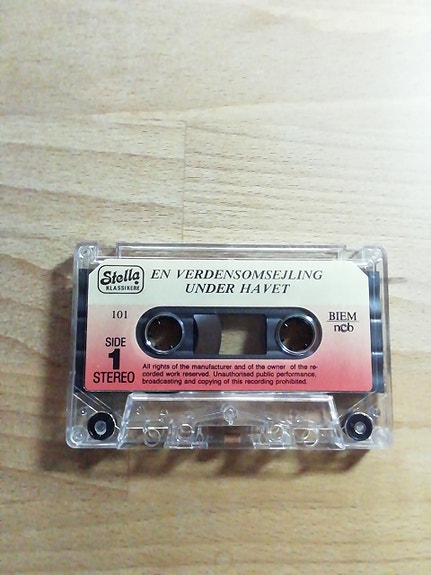 Stella
KLASSIKERE
EN VERDENSOMSEJLING
UNDER HAVET
101
BIEM
ncb
SIDE
1
STEREO
All rights of the manufacturer and of the owner of the re-
corded work reserved. Unauthorised public performance,
broadcasting and copying of this recording prohibited.